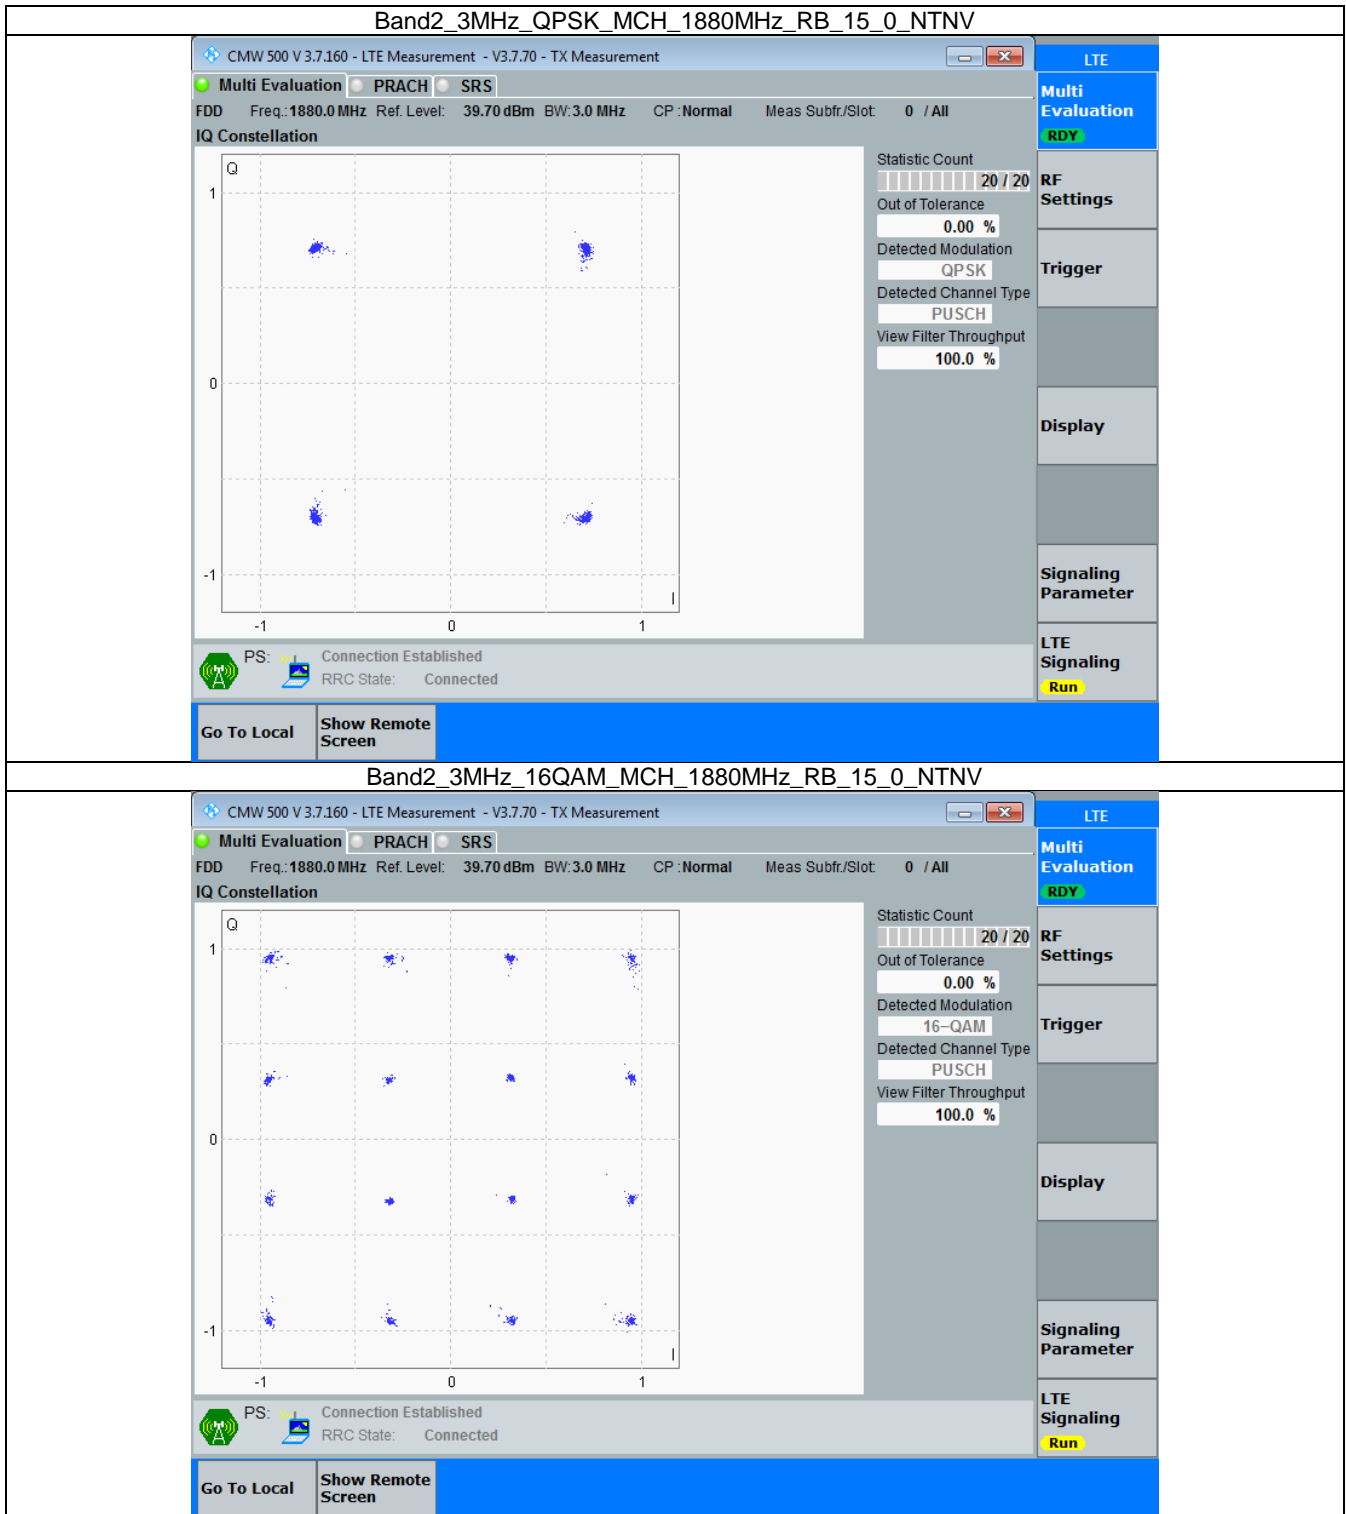 Band2_3MHz_QPSK_MCH_1880MHz_RB_15_0_NTNV
CMW 500 V 3.7.160 - LTE Measurement - V3.7.70 - TX Measurement
LTE
Multi Evaluation PRACH SRS
FDD Freq.:1880.0 MHz Ref. Level: 39.70 dBm BW:3.0 MHz CP :Normal Meas Subfr./Slot: 0 / All
IQ Constellation
Multi
Evaluation
RDY
Q
1
0
-1
I
-1 0 1
Statistic Count
20 / 20
Out of Tolerance
0.00 %
Detected Modulation
QPSK
Detected Channel Type
PUSCH
View Filter Throughput
100.0 %
RF
Settings
Trigger
Display
Signaling
Parameter
LTE
Signaling
Run
PS: Connection Established
RRC State: Connected
Go To Local
Show Remote
Screen
Band2_3MHz_16QAM_MCH_1880MHz_RB_15_0_NTNV
CMW 500 V 3.7.160 - LTE Measurement - V3.7.70 - TX Measurement
LTE
Multi Evaluation PRACH SRS
FDD Freq.:1880.0 MHz Ref. Level: 39.70 dBm BW:3.0 MHz CP :Normal Meas Subfr./Slot: 0 / All
IQ Constellation
Multi
Evaluation
RDY
Q
1
0
-1
I
-1 0 1
Statistic Count
20 / 20
Out of Tolerance
0.00 %
Detected Modulation
16-QAM
Detected Channel Type
PUSCH
View Filter Throughput
100.0 %
RF
Settings
Trigger
Display
Signaling
Parameter
LTE
Signaling
Run
PS: Connection Established
RRC State: Connected
Go To Local
Show Remote
Screen